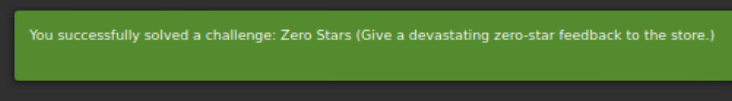 You successfully solved a challenge: Zero Stars (Give a devastating zero-star feedback to the store.)